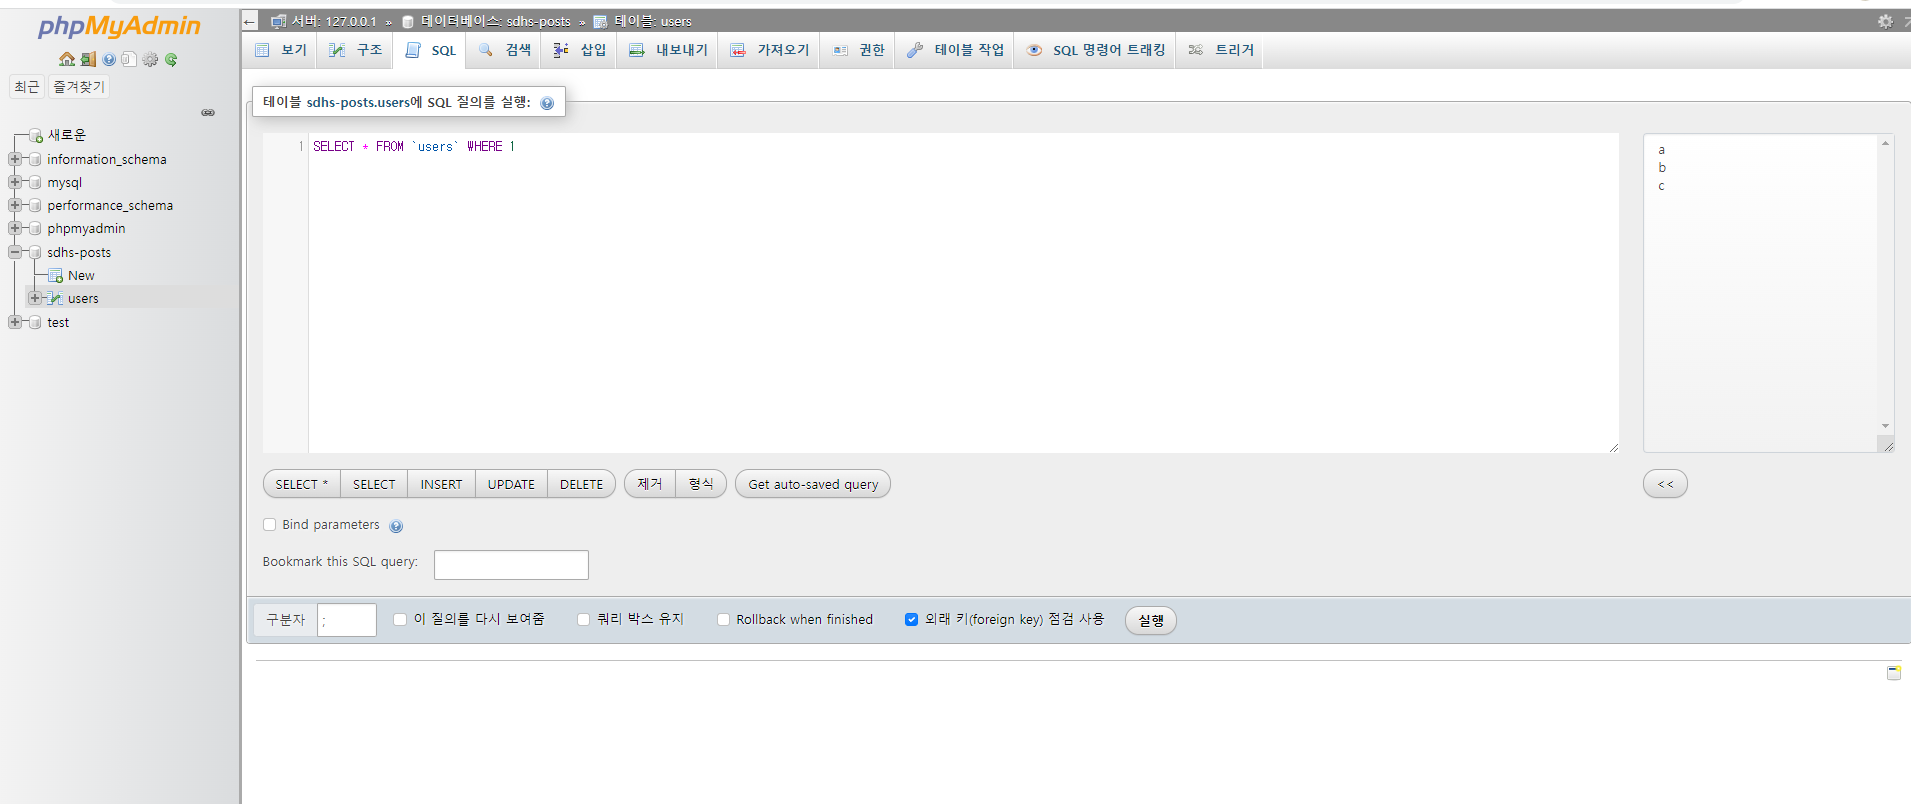 phpMyAdmin
최근 즐겨찾기
새로운
information_schema
mysql
performance_schema
phpmyadmin
sdhs-posts
New
users
test
← 서버: 127.0.0.1 » 데이터베이스: sdhs-posts » 테이블: users
보기 구조 SQL 검색 삽입 내보내기 가져오기 권한 테이블 작업 SQL 명령어 트래킹 트리거
테이블 sdhs-posts.users에 SQL 질의를 실행:
1 SELECT * FROM `users` WHERE 1
a
b
c
SELECT * SELECT INSERT UPDATE DELETE 제거 형식 Get auto-saved query <<
Bind parameters
Bookmark this SQL query:
구분자 ; 이 질의를 다시 보여줌 쿼리 박스 유지 Rollback when finished 외래 키(foreign key) 점검 사용 실행